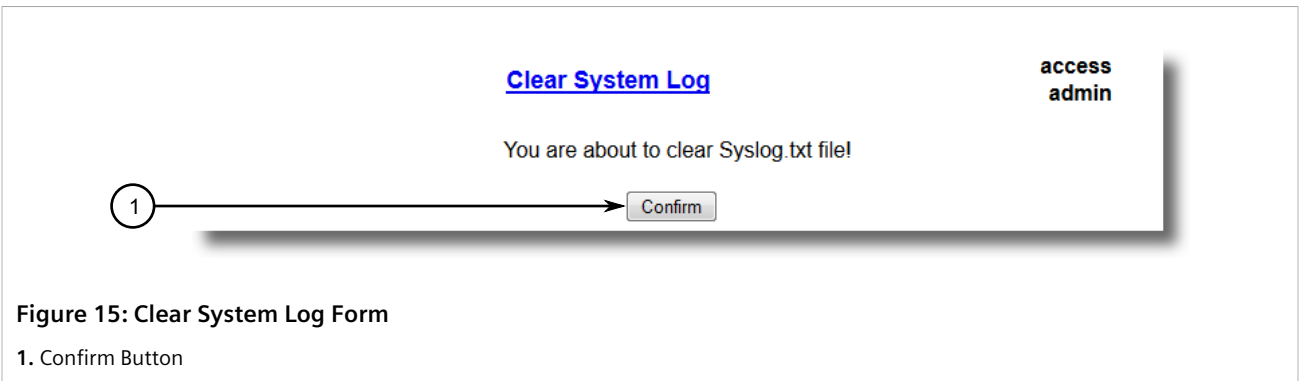 Clear System Log
access
admin
You are about to clear Syslog.txt file!
1
Confirm
Figure 15: Clear System Log Form
1. Confirm Button